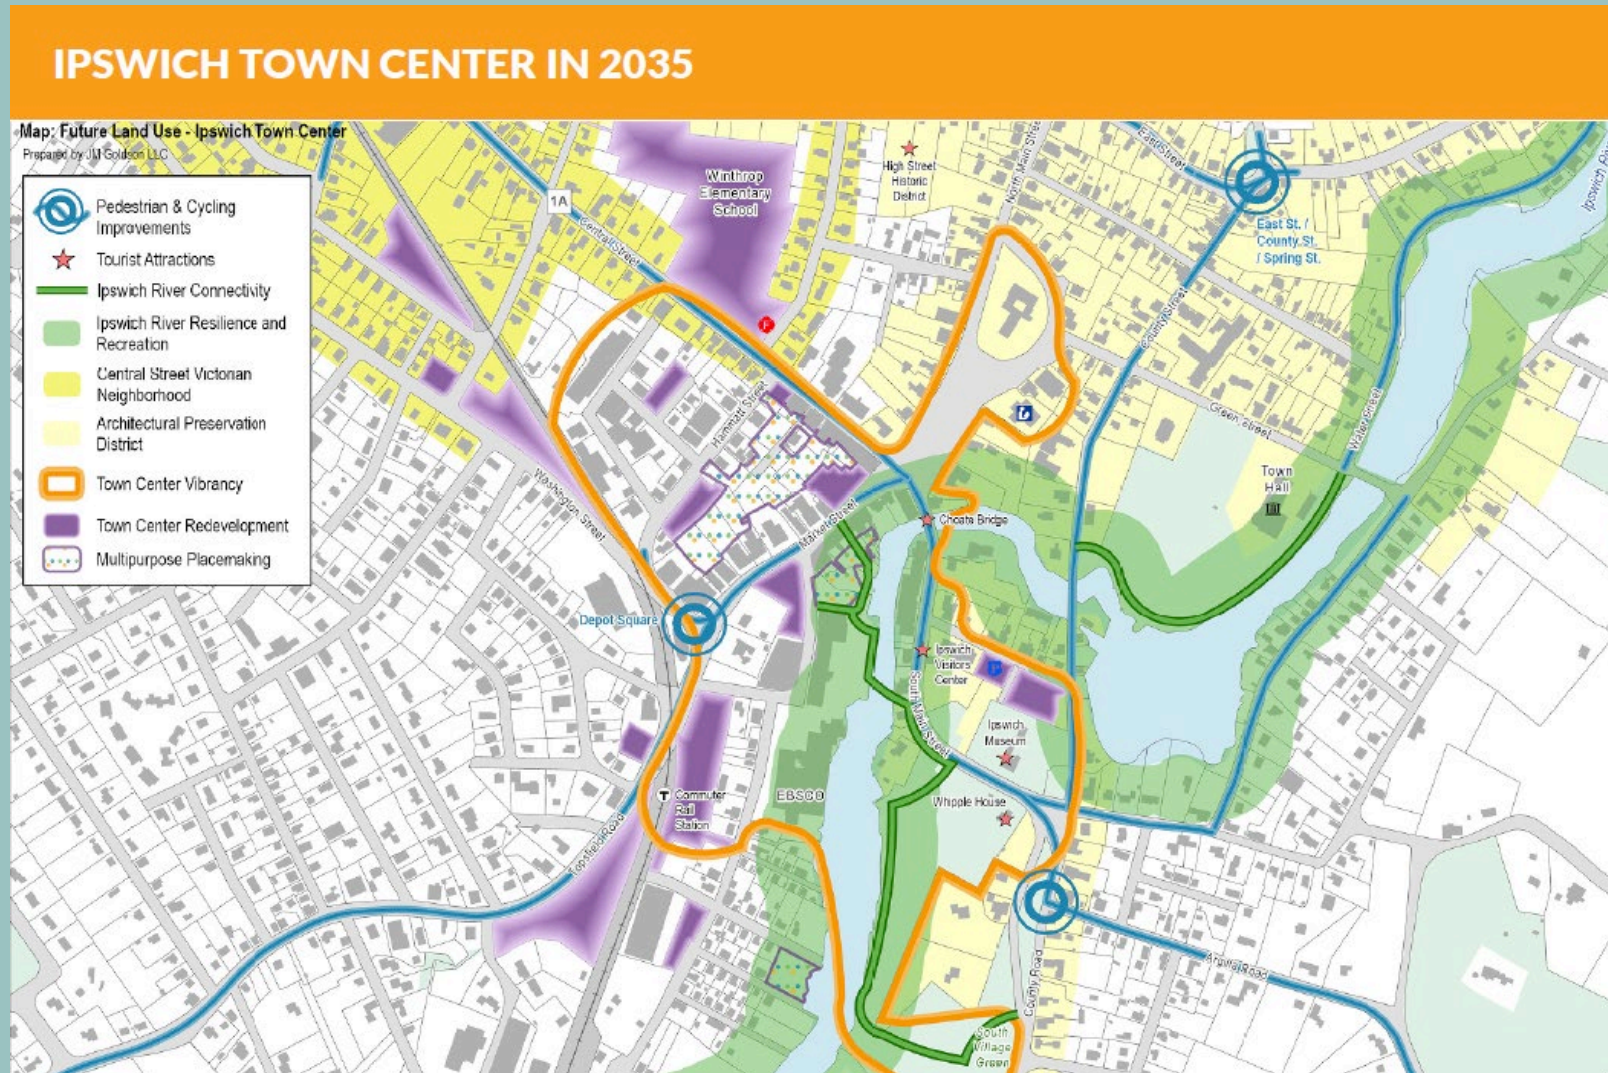 IPSWICH TOWN CENTER IN 2035
Map: Future Land Use - Ipswich Town Center
Prepared by JM Goldson LLC
Pedestrian & Cycling
Improvements
Tourist Attractions
Ipswich River Connectivity
Ipswich River Resilience and
Recreation
Central Street Victorian
Neighborhood
Architectural Preservation
District
Town Center Vibrancy
Town Center Redevelopment
Multipurpose Placemaking
1A
Central Street
Winthrop
Elementary
School
F
High Street
Historic
District
North Main Street
East Street
East St. /
County St.
/ Spring St.
County Street
Green Street
Water Street
Town
Hall
Hammatt Street
Market Street
Washington Street
Choate Bridge
Depot Square
Ipswich
Visitors
Center
South Main Street
Ipswich
Museum
Whipple House
EBSCO
T
Commuter
Rail
Station
Topsfield Road
Argilla Road
County Road
South
Village
Green